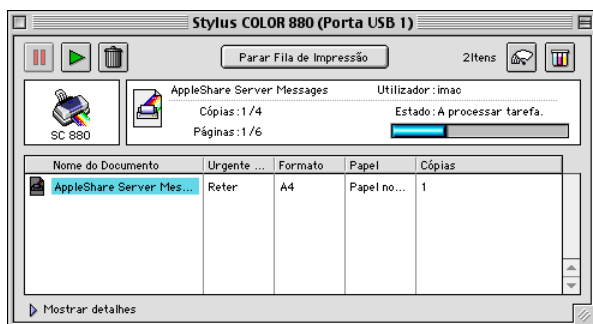 Stylus COLOR 880 (Porta USB 1)
Parar Fila de Impressão
2Itens
SC 880
AppleShare Server Messages
Utilizador : imac
Cópias : 1/4
Estado : A processar tarefa.
Páginas : 1/6
Nome do Documento Urgente ... Formato Papel Cópias
AppleShare Server Mes... Reter A4 Papel no... 1
Mostrar detalhes